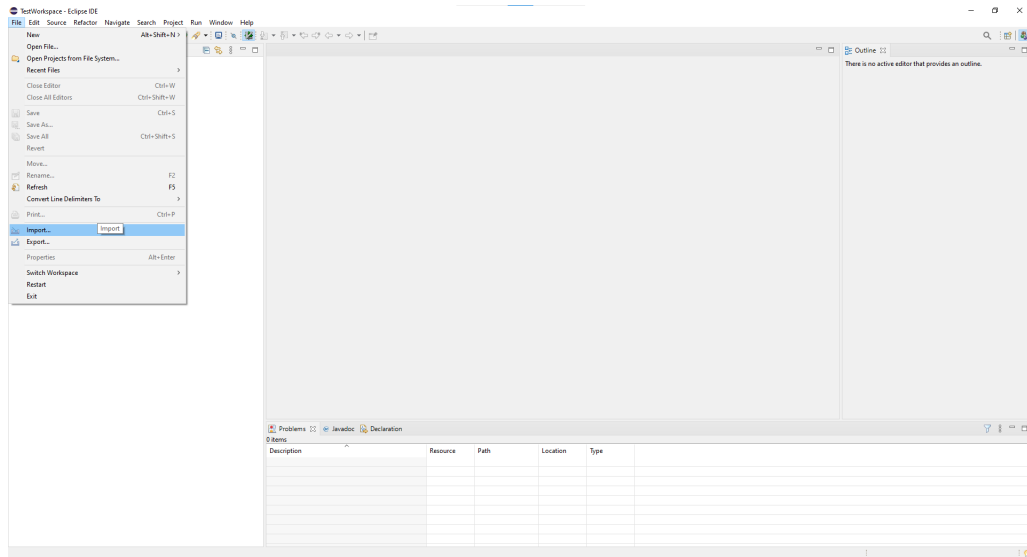 TestWorkspace - Eclipse IDE
File Edit Source Refactor Navigate Search Project Run Window Help
New Alt+Shift+N >
Open File...
Open Projects from File System...
Recent Files >
Close Editor Ctrl+W
Close All Editors Ctrl+Shift+W
Save Ctrl+S
Save As...
Save All Ctrl+Shift+S
Revert
Move...
Rename... F2
Refresh F5
Convert Line Delimiters To >
Print... Ctrl+P
Import... Import
Export...
Properties Alt+Enter
Switch Workspace >
Restart
Exit
Outline
There is no active editor that provides an outline.
Problems Javadoc Declaration
0 items
Description Resource Path Location Type